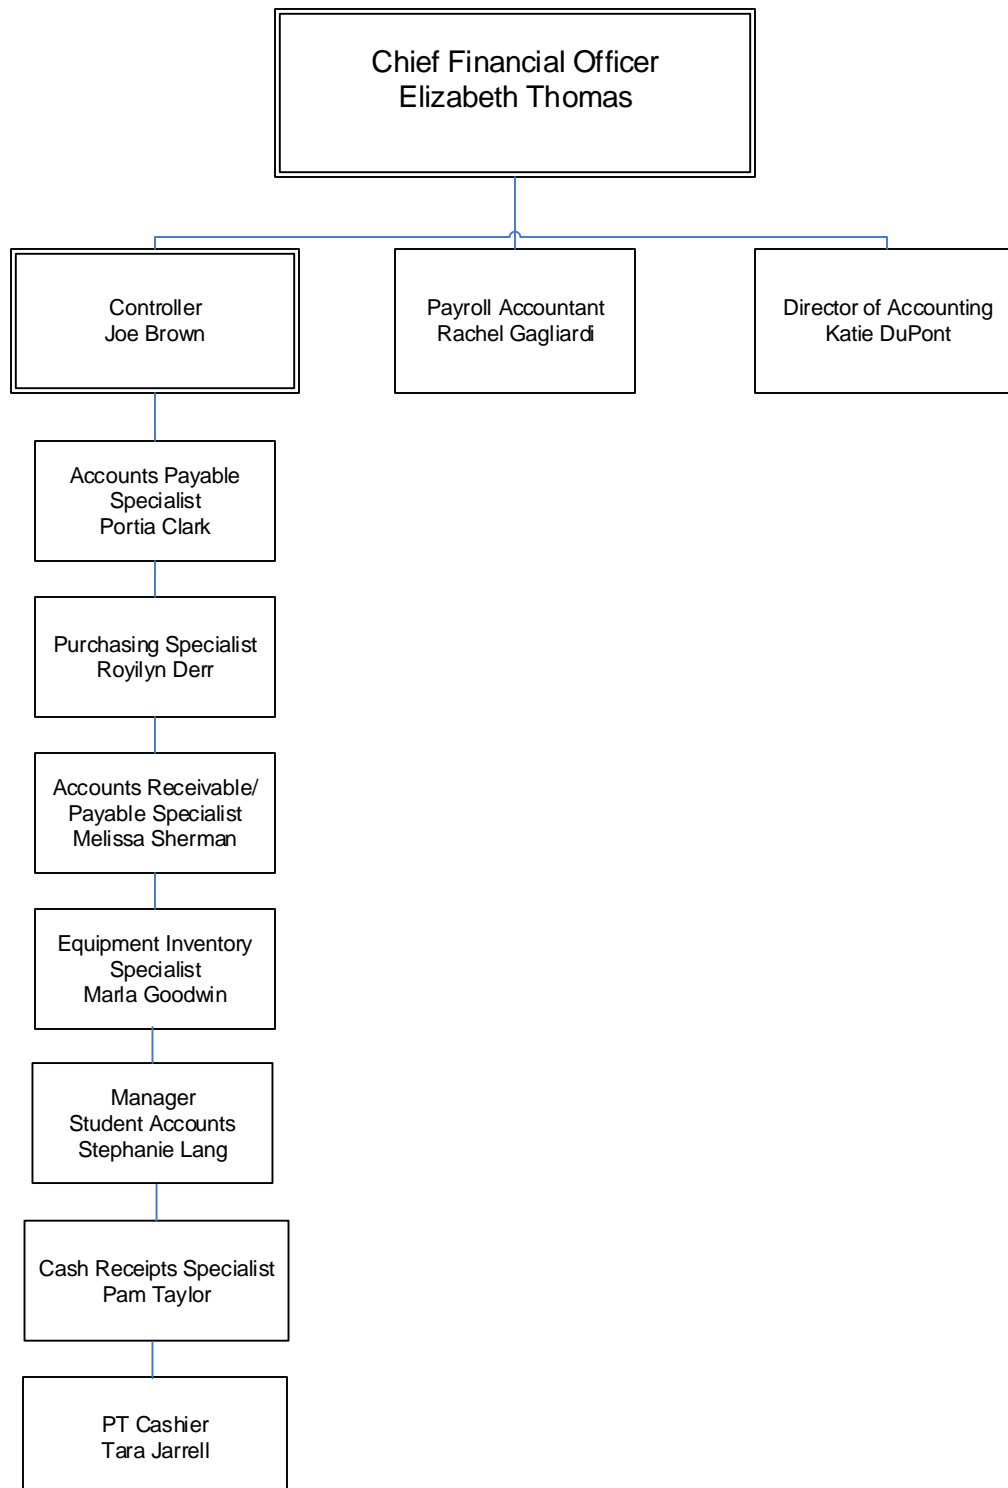 Chief Financial Officer
Elizabeth Thomas
Controller
Joe Brown
Payroll Accountant
Rachel Gagliardi
Director of Accounting
Katie DuPont
Accounts Payable
Specialist
Portia Clark
Purchasing Specialist
Royilyn Derr
Accounts Receivable/
Payable Specialist
Melissa Sherman
Equipment Inventory
Specialist
Marla Goodwin
Manager
Student Accounts
Stephanie Lang
Cash Receipts Specialist
Pam Taylor
PT Cashier
Tara Jarrell